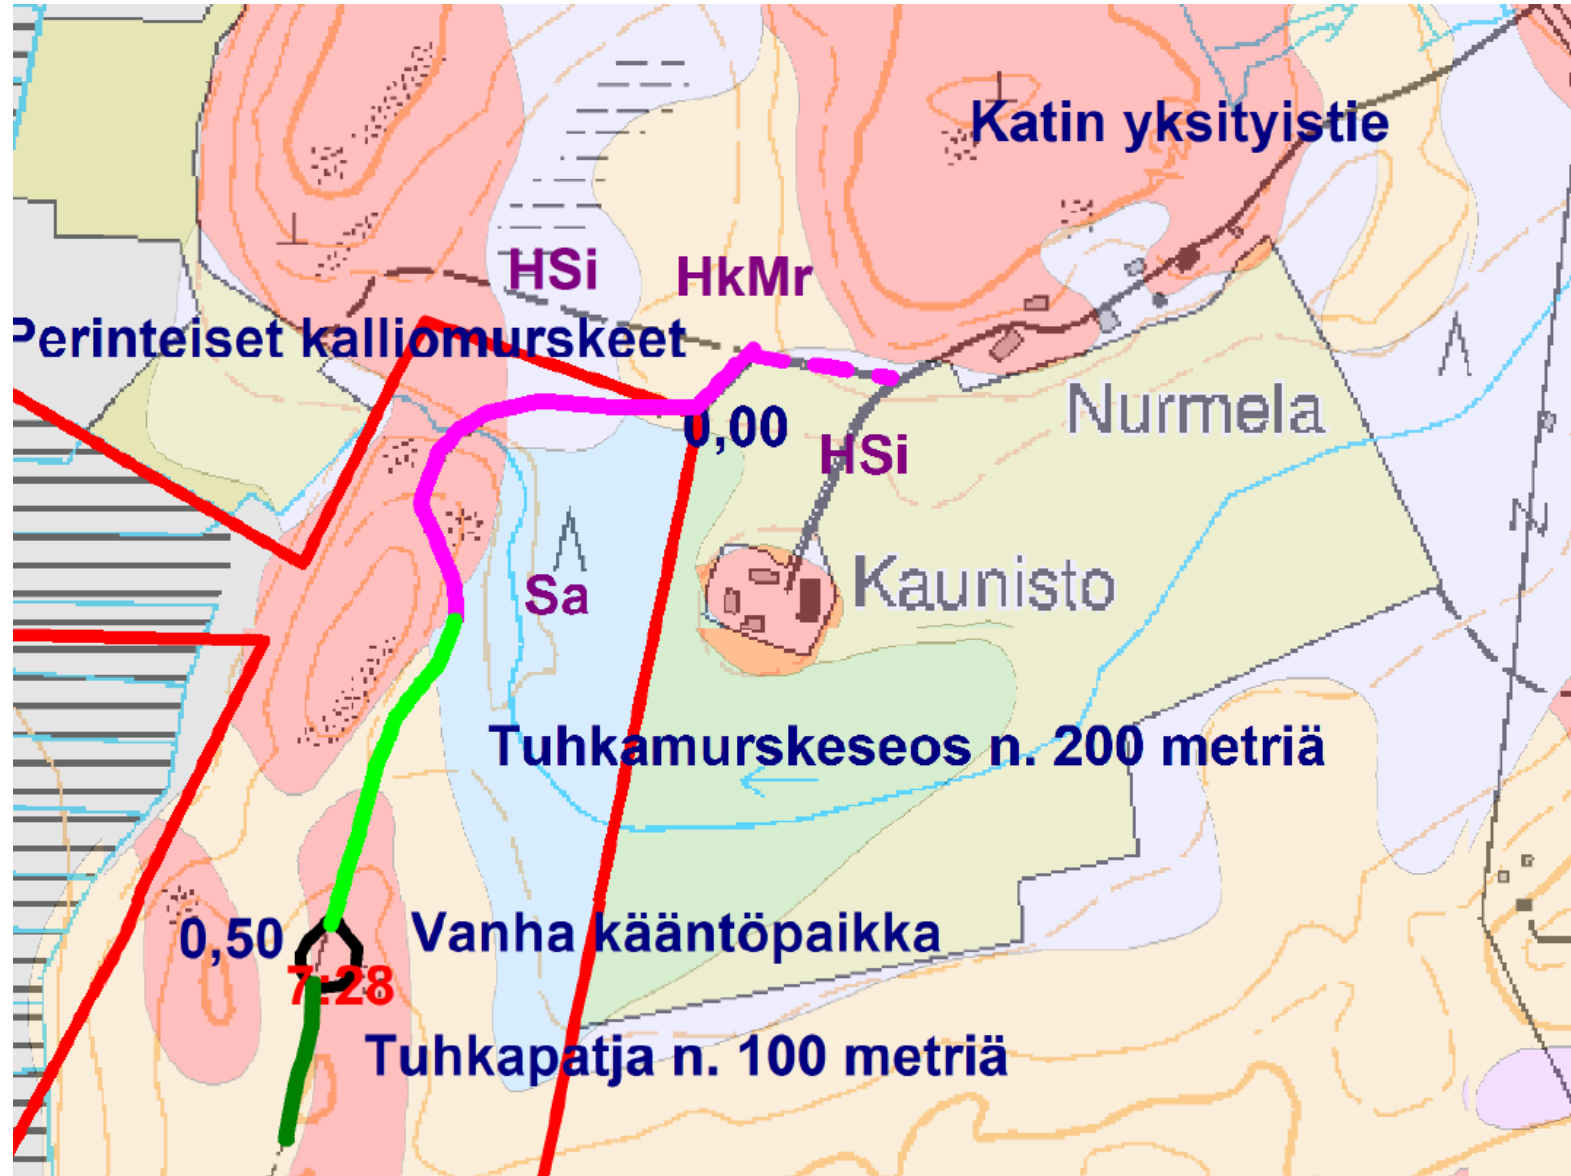 Katin yksityistie
HSi
HkMr
Perinteiset kalliomurskeet
Nurmela
0,00
HSi
Kaunisto
Sa
Tuhkamurskeseos n. 200 metriä
0,50
Vanha kääntöpaikka
7:28
Tuhkapatja n. 100 metriä